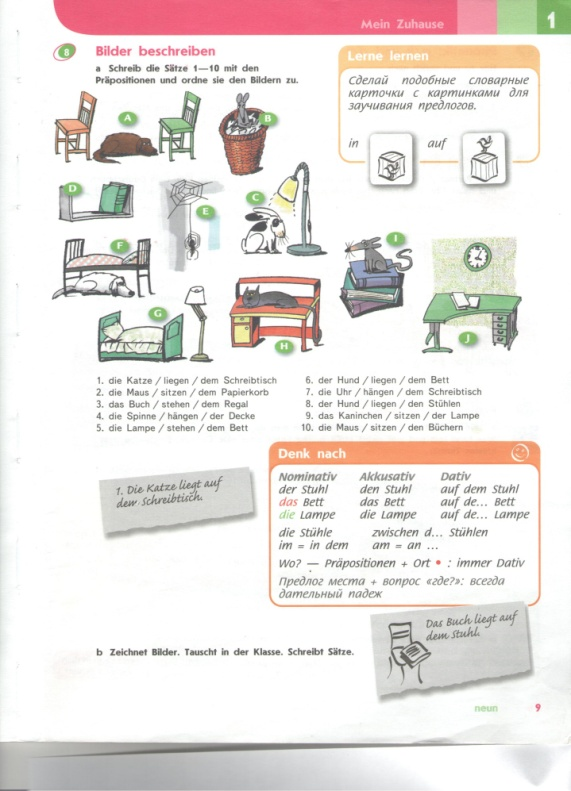 Mein Zuhause
1
8
Bilder beschreiben
a Schreib die Sätze 1—10 mit den
Präpositionen und ordne sie den Bildern zu.
Lerne lernen
Сделай подобные словарные
карточки с картинками для
заучивания предлогов.
in
auf
A
B
C
D
E
F
G
H
I
J
1. die Katze / liegen / dem Schreibtisch
2. die Maus / sitzen / dem Papierkorb
3. das Buch / stehen / dem Regal
4. die Spinne / hängen / der Decke
5. die Lampe / stehen / dem Bett
6. der Hund / liegen / dem Bett
7. die Uhr / hängen / dem Schreibtisch
8. der Hund / liegen / den Stühlen
9. das Kaninchen / sitzen / der Lampe
10. die Maus / sitzen / den Büchern
1. Die Katze liegt auf
dem Schreibtisch.
Denk nach
Nominativ Akkusativ Dativ
der Stuhl den Stuhl auf dem Stuhl
das Bett das Bett auf de... Bett
die Lampe die Lampe auf de... Lampe
die Stühle zwischen d... Stühlen
im = in dem am = an ...
Wo? — Präpositionen + Ort • : immer Dativ
Предлог места + вопрос «где?»: всегда
дательный падеж
Das Buch liegt auf
dem Stuhl.
b Zeichnet Bilder. Tauscht in der Klasse. Schreibt Sätze.
neun 9